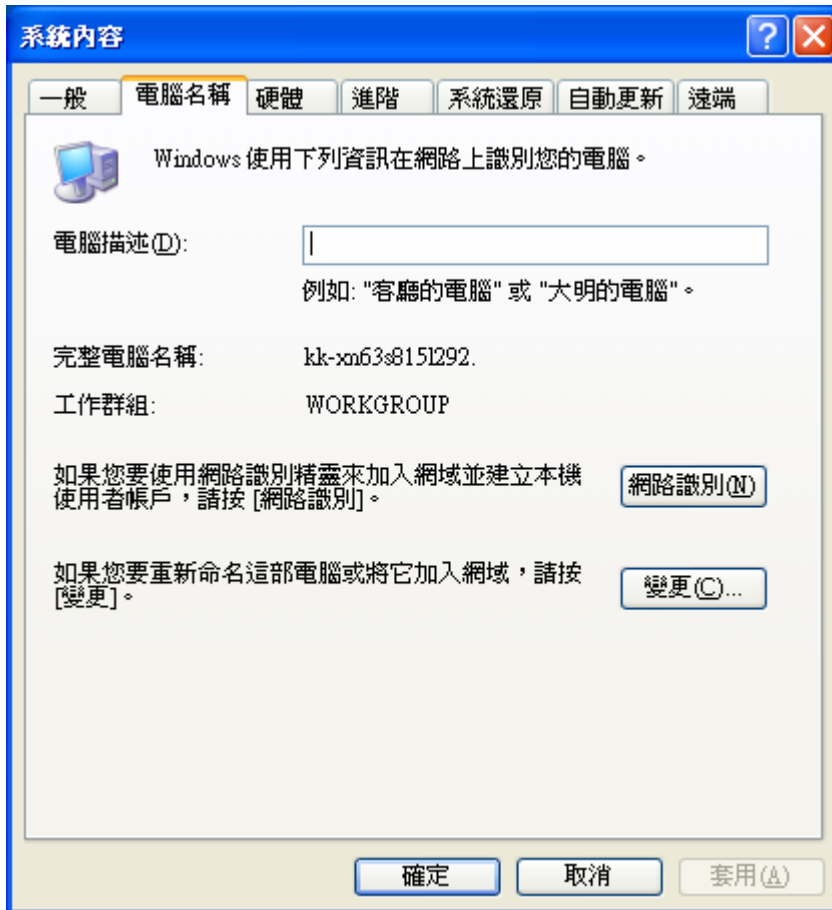 系統內容
一般 電腦名稱 硬體 進階 系統還原 自動更新 遠端
Windows 使用下列資訊在網路上識別您的電腦。
電腦描述(D):
例如: "客廳的電腦" 或 "大明的電腦"。
完整電腦名稱: kk-xn63s815l292.
工作群組: WORKGROUP
如果您要使用網路識別精靈來加入網域並建立本機
使用者帳戶，請按 [網路識別]。
網路識別(N)
如果您要重新命名這部電腦或將它加入網域，請按
[變更]。
變更(C)...
確定 取消 套用(A)